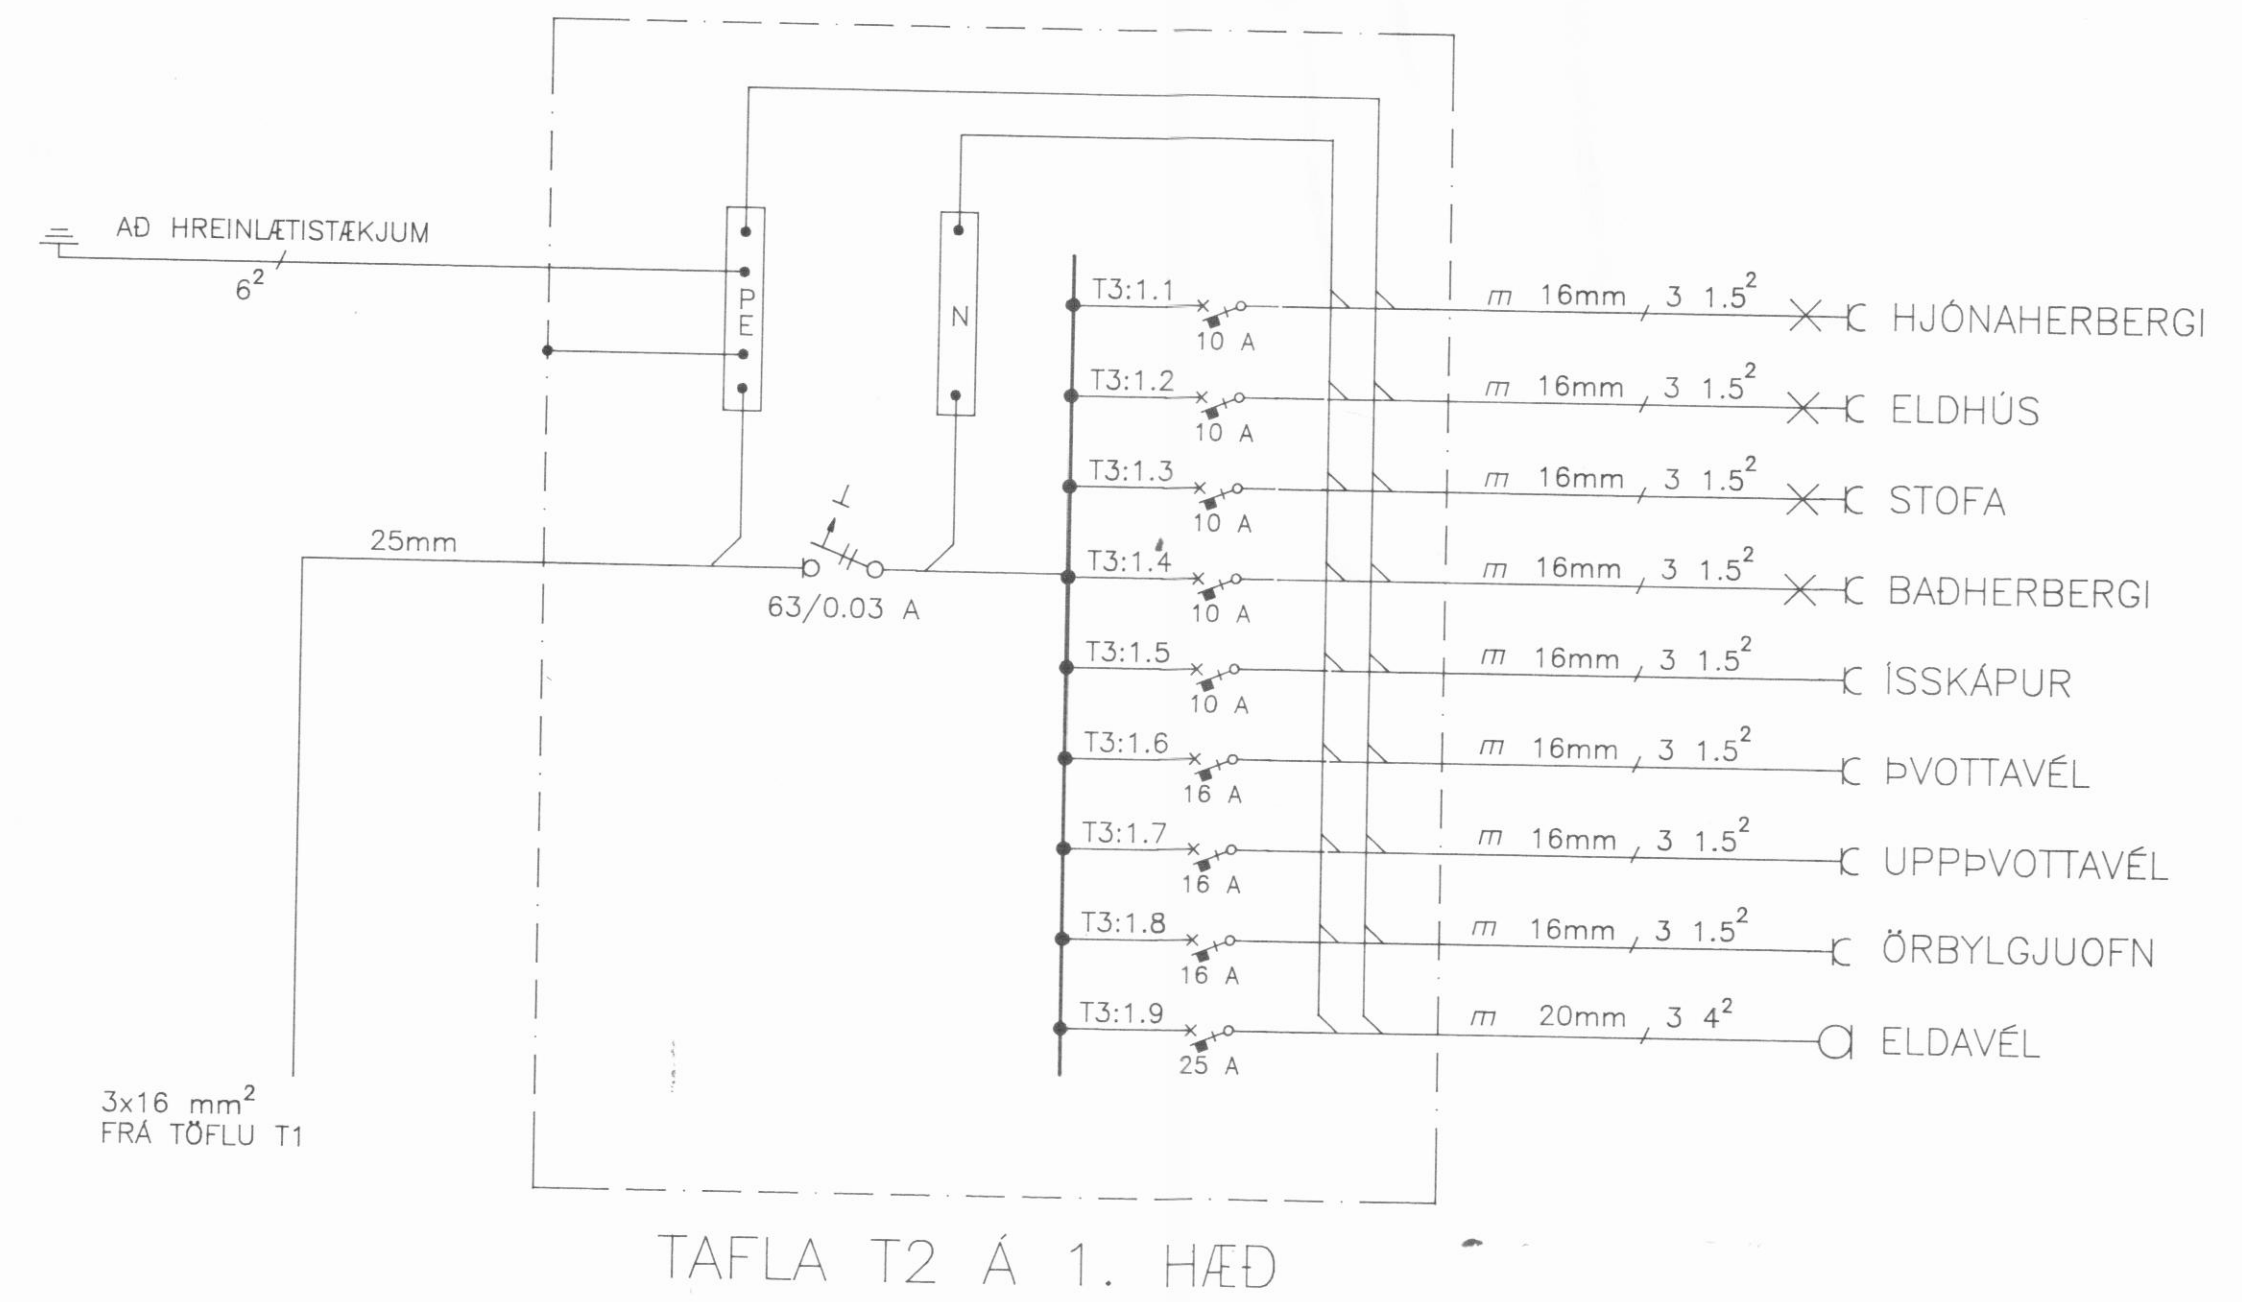 AÐ HREINLÆTISTÆKJUM
6²
PE
N
25mm
63/0.03 A
3x16 mm²
FRÁ TÖFLU T1
T3:1.1 10 A m 16mm 3 1.5² HJÓNAHERBERGI
T3:1.2 10 A m 16mm 3 1.5² ELDHÚS
T3:1.3 10 A m 16mm 3 1.5² STOFA
T3:1.4 10 A m 16mm 3 1.5² BAÐHERBERGI
T3:1.5 10 A m 16mm 3 1.5² ÍSSKÁPUR
T3:1.6 16 A m 16mm 3 1.5² ÞVOTTAVÉL
T3:1.7 16 A m 16mm 3 1.5² UPPÞVOTTAVÉL
T3:1.8 16 A m 16mm 3 1.5² ÖRBYLGJUOFN
T3:1.9 25 A m 20mm 3 4² ELDAVÉL
TAFLA T2 Á 1. HÆÐ